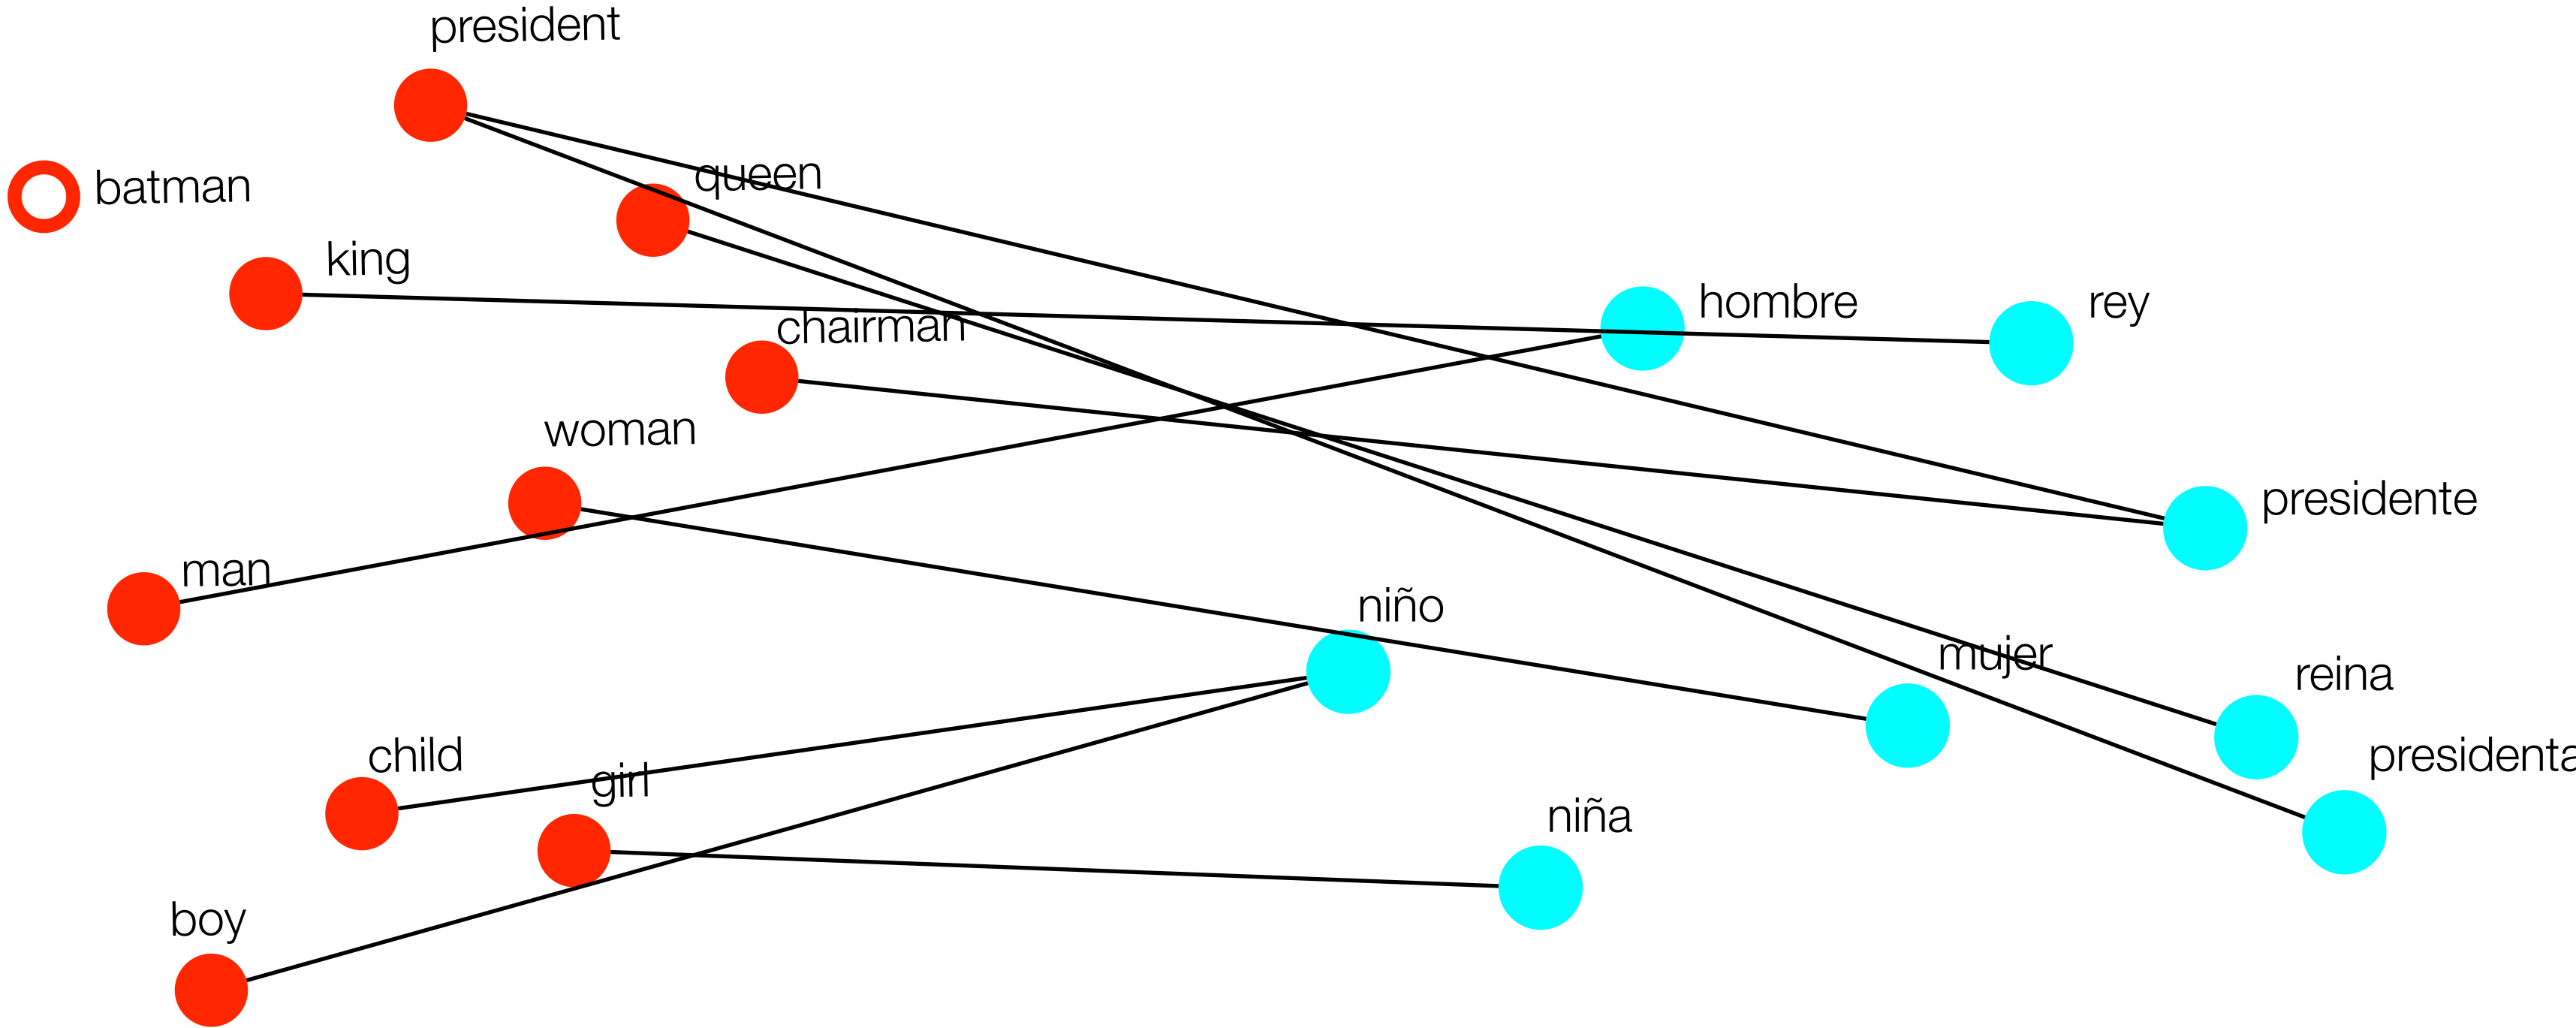 president
batman
queen
king
chairman
hombre
rey
woman
presidente
man
niño
mujer
reina
child
girl
presidenta
niña
boy